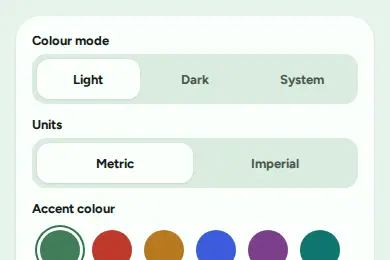 Colour mode
Light Dark System
Units
Metric Imperial
Accent colour